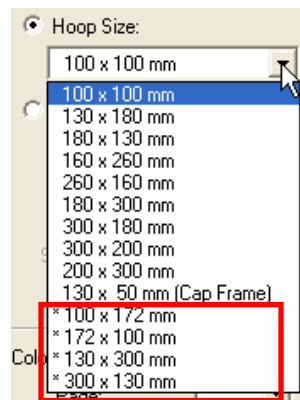 Hoop Size:
100 x 100 mm
100 x 100 mm
130 x 180 mm
180 x 130 mm
160 x 260 mm
260 x 160 mm
180 x 300 mm
300 x 180 mm
300 x 200 mm
200 x 300 mm
130 x 50 mm (Cap Frame)
* 100 x 172 mm
* 172 x 100 mm
* 130 x 300 mm
* 300 x 130 mm